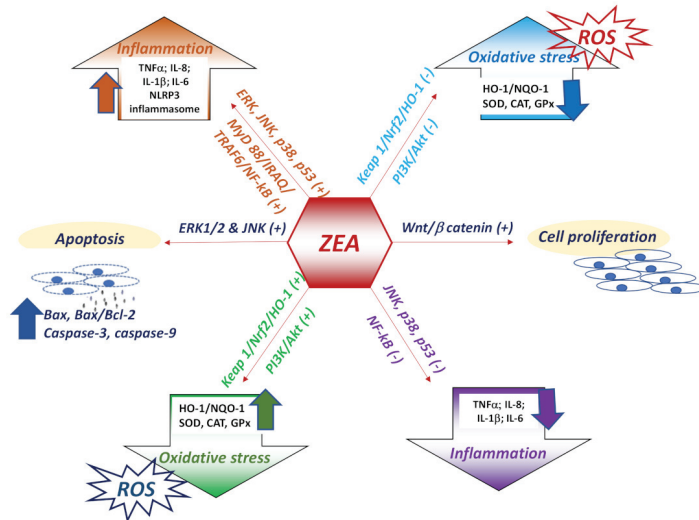 Inflammation
TNFα; IL-8;
IL-1β; IL-6
NLRP3
inflammasome
ROS
Oxidative stress
HO-1/NQO-1
SOD, CAT, GPx
ERK, JNK, p38, p53 (+)
MyD 88/IRAQ/
TRAF6/NF-kB (+)
Keap 1/Nrf2/HO-1 (-)
PI3K/Akt (-)
Apoptosis
ERK1/2 & JNK (+)
ZEA
Wnt/β catenin (+)
Cell proliferation
Bax, Bax/Bcl-2
Caspase-3, caspase-9
Keap 1/Nrf2/HO-1 (+)
PI3K/Akt (+)
JNK, p38, p53 (-)
NF-kB (-)
HO-1/NQO-1
SOD, CAT, GPx
Oxidative stress
ROS
TNFα; IL-8;
IL-1β; IL-6
Inflammation